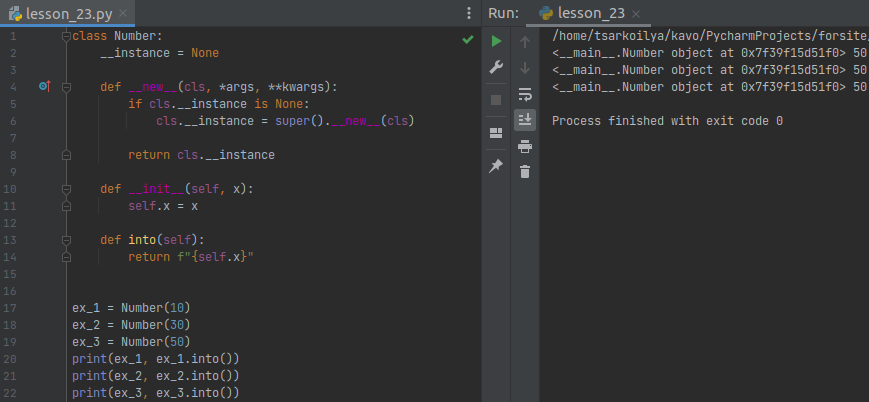 lesson_23.py
1 class Number:
2 __instance = None
3
4 def __new__(cls, *args, **kwargs):
5 if cls.__instance is None:
6 cls.__instance = super().__new__(cls)
7
8 return cls.__instance
9
10 def __init__(self, x):
11 self.x = x
12
13 def into(self):
14 return f"{self.x}"
15
16
17 ex_1 = Number(10)
18 ex_2 = Number(30)
19 ex_3 = Number(50)
20 print(ex_1, ex_1.into())
21 print(ex_2, ex_2.into())
22 print(ex_3, ex_3.into())
Run: lesson_23
/home/tsarkoilya/kavo/PycharmProjects/forsite/
<__main__.Number object at 0x7f39f15d51f0> 50
<__main__.Number object at 0x7f39f15d51f0> 50
<__main__.Number object at 0x7f39f15d51f0> 50
Process finished with exit code 0